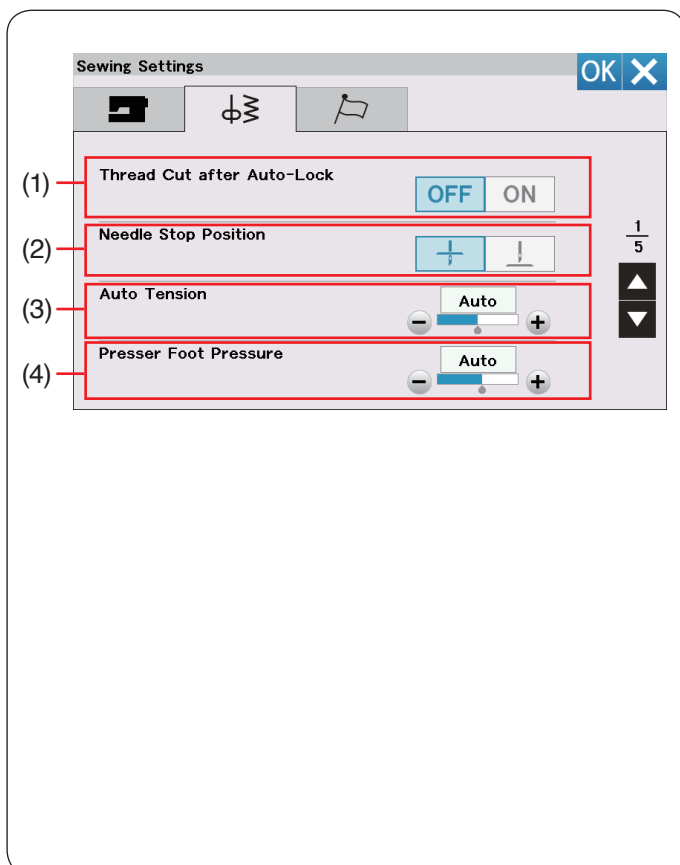 Sewing Settings
OK
(1)
Thread Cut after Auto-Lock
OFF ON
(2)
Needle Stop Position
1
5
(3)
Auto Tension
Auto
− +
(4)
Presser Foot Pressure
Auto
− +